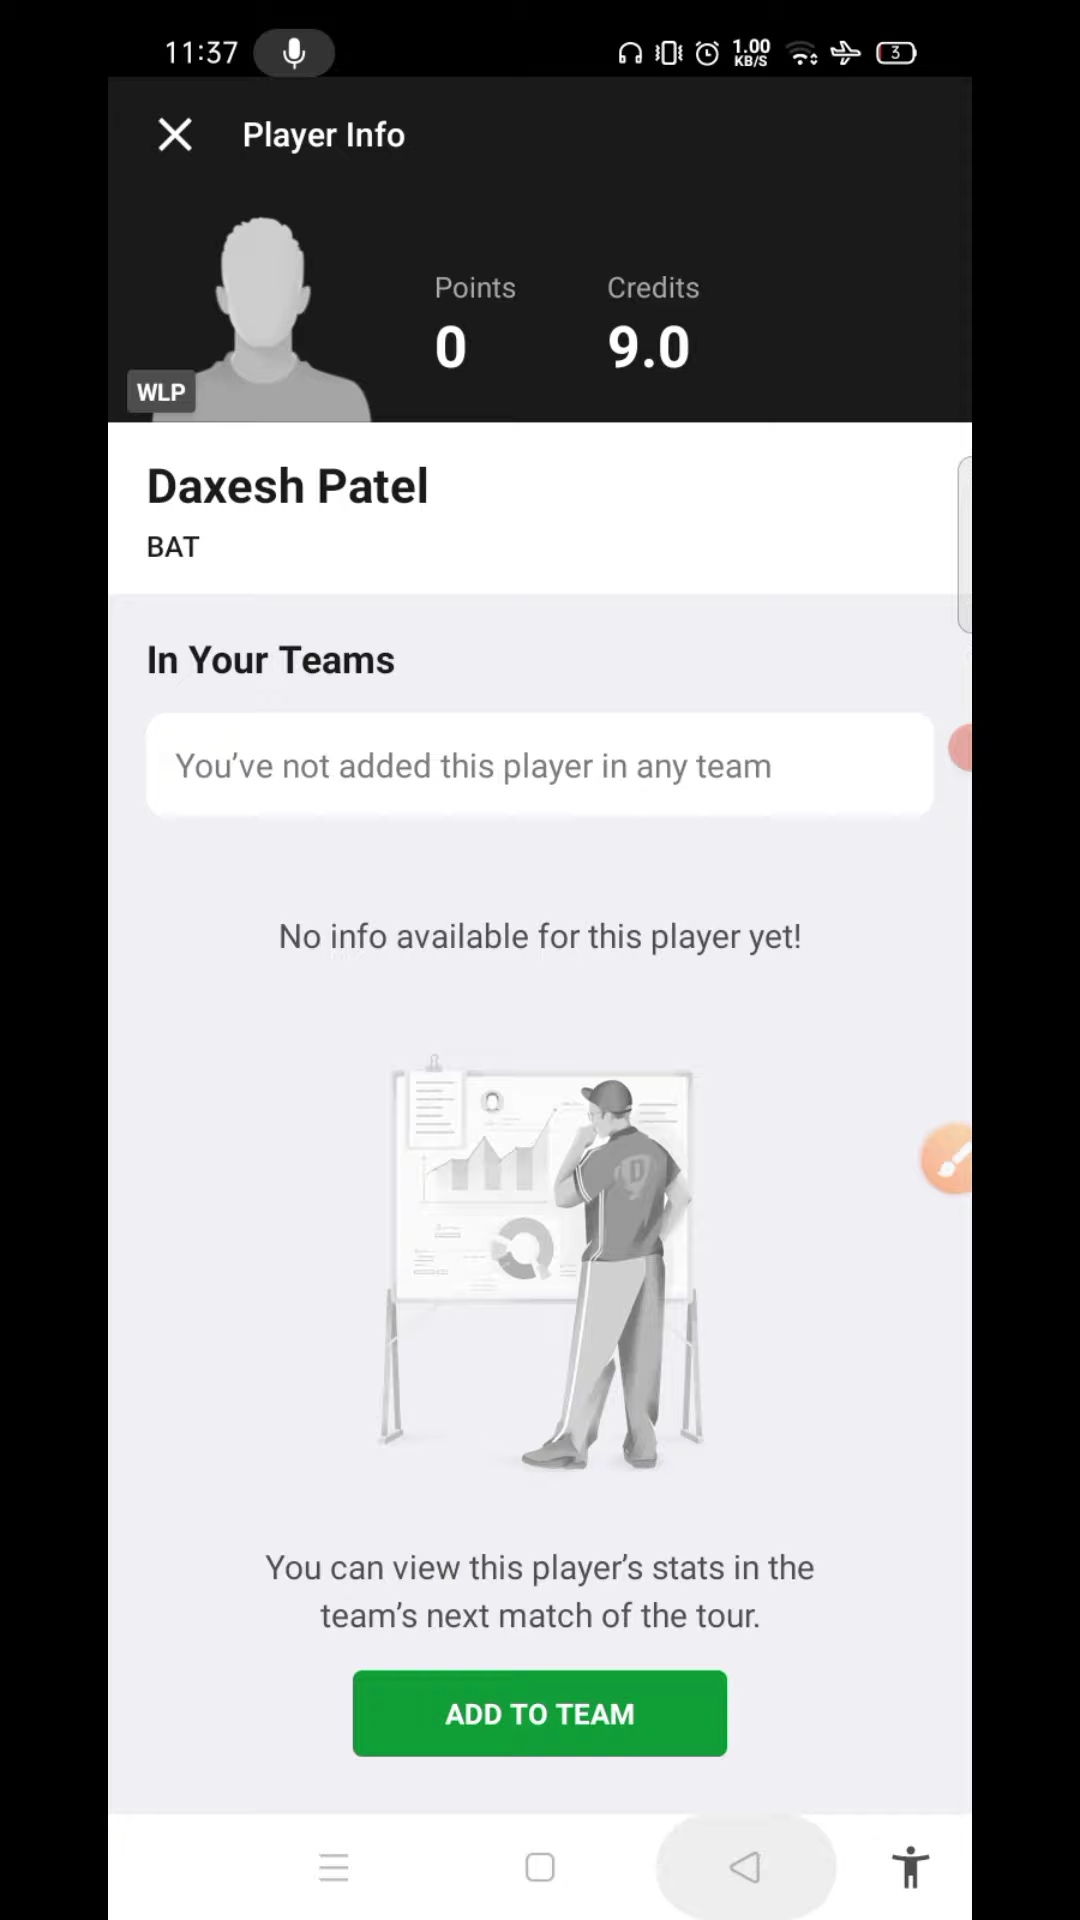 11:37
1.00
KB/S
3
Player Info
Points
Credits
0
9.0
WLP
Daxesh Patel
BAT
In Your Teams
You've not added this player in any team
No info available for this player yet!
D
You can view this player's stats in the
team's next match of the tour.
ADD TO TEAM